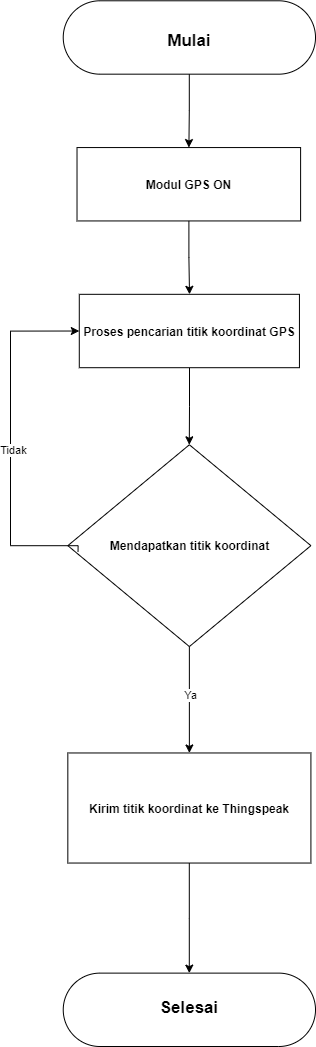 Mulai
Modul GPS ON
Proses pencarian titik koordinat GPS
Tidak
Mendapatkan titik koordinat
Ya
Kirim titik koordinat ke Thingspeak
Selesai